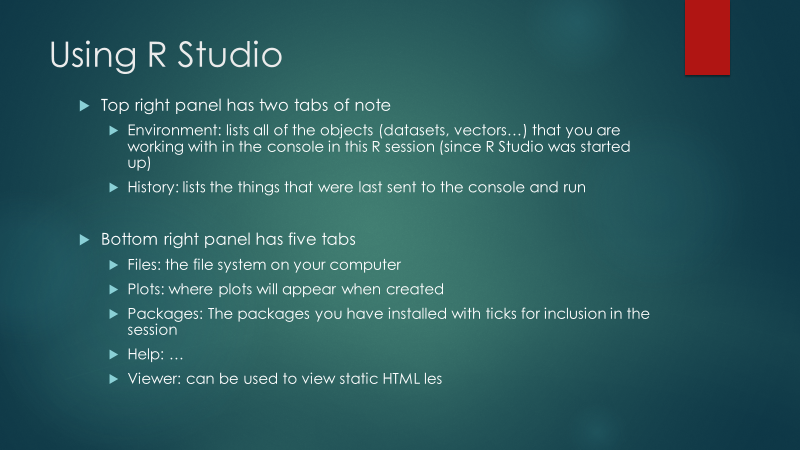 Using R Studio
Top right panel has two tabs of note
Environment: lists all of the objects (datasets, vectors…) that you are
working with in the console in this R session (since R Studio was started
up)
History: lists the things that were last sent to the console and run
Bottom right panel has five tabs
Files: the file system on your computer
Plots: where plots will appear when created
Packages: The packages you have installed with ticks for inclusion in the
session
Help: …
Viewer: can be used to view static HTML les